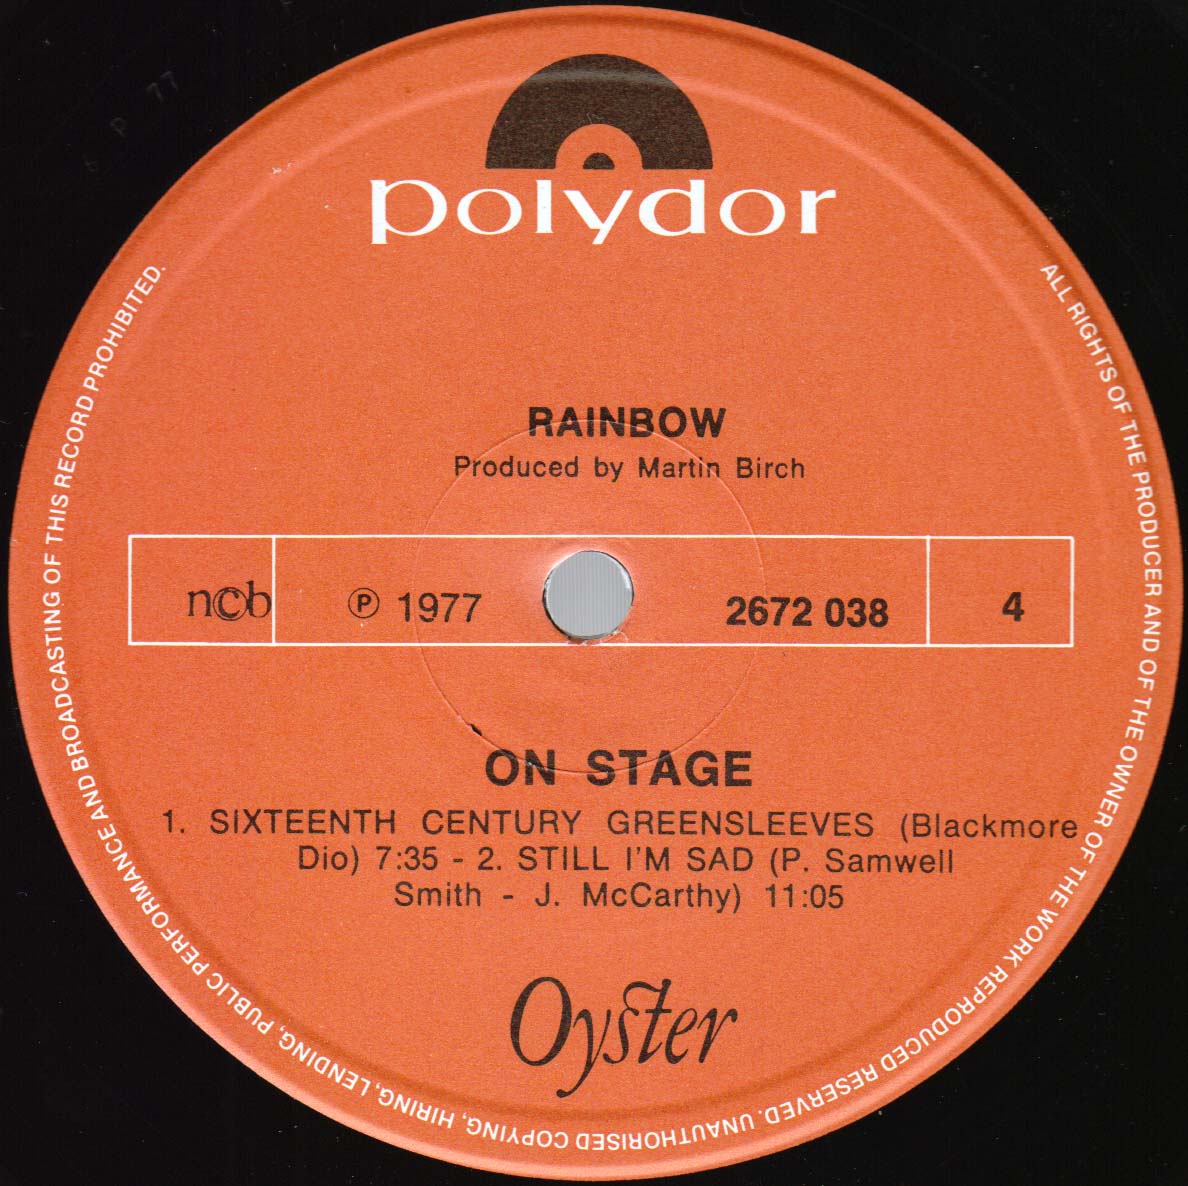 polydor
RAINBOW
Produced by Martin Birch
n©b
℗ 1977
2672 038
4
ON STAGE
1. SIXTEENTH CENTURY GREENSLEEVES (Blackmore
Dio) 7:35 - 2. STILL I'M SAD (P. Samwell
Smith - J. McCarthy) 11:05
Oyster
ALL RIGHTS OF THE PRODUCER AND OF THE OWNER OF THE WORK REPRODUCED RESERVED. UNAUTHORISED COPYING, HIRING, LENDING, PUBLIC PERFORMANCE AND BROADCASTING OF THIS RECORD PROHIBITED.